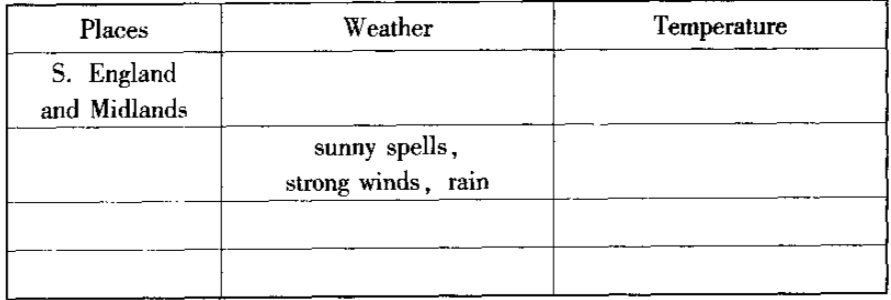 Places Weather Temperature
S. England
and Midlands
sunny spells,
strong winds, rain